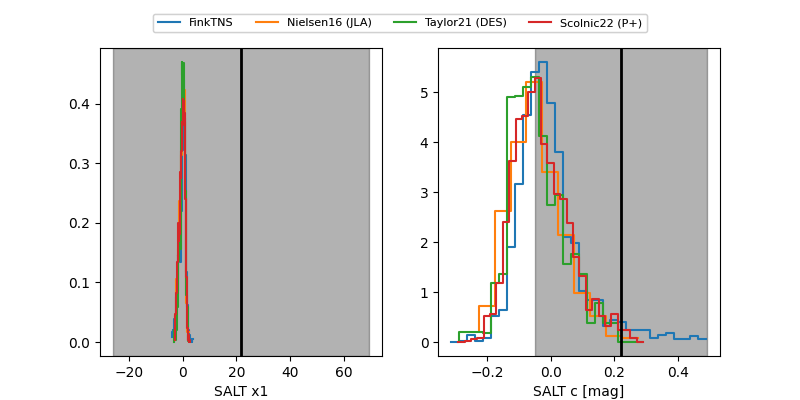 FinkTNS Nielsen16 (JLA) Taylor21 (DES) Scolnic22 (P+)
0.4
0.3
0.2
0.1
0.0
−20 0 20 40 60
SALT x1
5
4
3
2
1
0
−0.2 0.0 0.2 0.4
SALT c [mag]